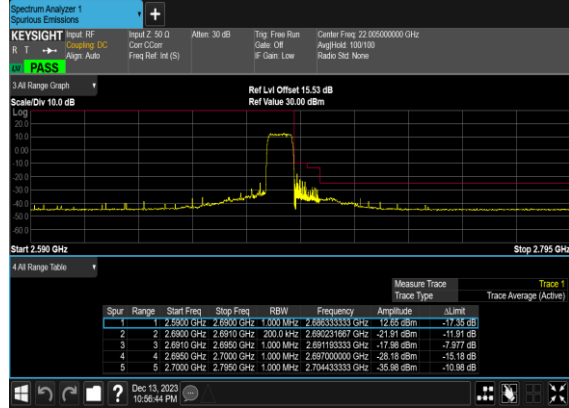 Spectrum Analyzer 1
Spurious Emissions
+
KEYSIGHT Input: RF Input Z: 50 Ω Atten: 30 dB Trig: Free Run Center Freq: 22.005000000 GHz
R T Coupling: DC Corr CCorr Gate: Off Avg|Hold: 100/100
Align: Auto Freq Ref: Int (S) IF Gain: Low Radio Std: None
PASS
3 All Range Graph
Ref Lvl Offset 15.53 dB
Scale/Div 10.0 dB Ref Value 30.00 dBm
Log
20.0
10.0
0.00
-10.0
-20.0
-30.0
-40.0
-50.0
-60.0
Start 2.590 GHz Stop 2.795 GHz
4 All Range Table
Measure Trace Trace 1
Trace Type Trace Average (Active)
Spur Range Start Freq Stop Freq RBW Frequency Amplitude ΔLimit
1 1 2.5900 GHz 2.6900 GHz 1.000 MHz 2.686333333 GHz 12.65 dBm -17.35 dB
2 2 2.6900 GHz 2.6910 GHz 200.0 kHz 2.690231667 GHz -21.91 dBm -11.91 dB
3 3 2.6910 GHz 2.6950 GHz 1.000 MHz 2.691193333 GHz -17.98 dBm -7.977 dB
4 4 2.6950 GHz 2.7000 GHz 1.000 MHz 2.697000000 GHz -28.18 dBm -15.18 dB
5 5 2.7000 GHz 2.7950 GHz 1.000 MHz 2.704433333 GHz -35.98 dBm -10.98 dB
? Dec 13, 2023
10:56:44 PM